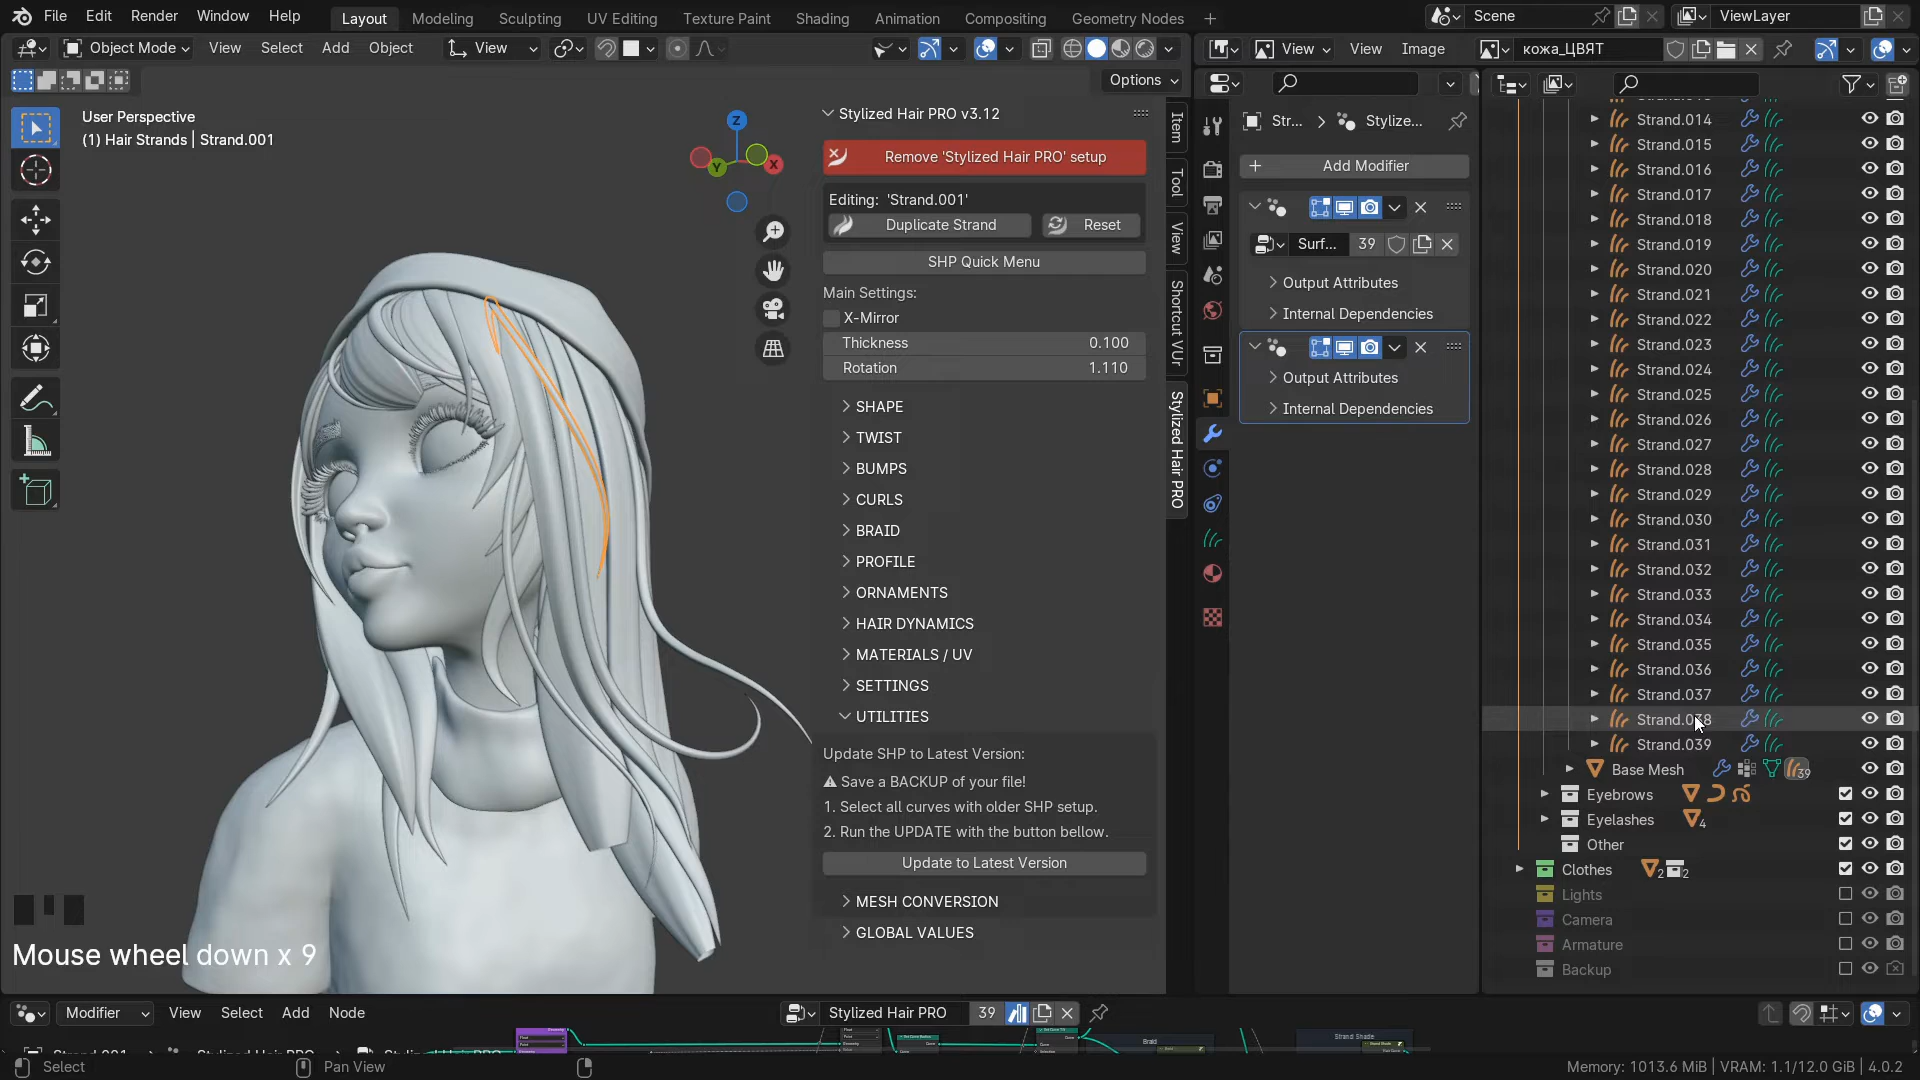 File Edit Render Window Help Layout Modeling Sculpting UV Editing Texture Paint Shading Animation Compositing Geometry Nodes + Scene ViewLayer
Object Mode View Select Add Object View
View View Image кожа_ЦВЯТ
Options
User Perspective
(1) Hair Strands | Strand.001
Z
Y
X
Stylized Hair PRO v3.12
Remove 'Stylized Hair PRO' setup
Editing: 'Strand.001'
Duplicate Strand Reset
SHP Quick Menu
Main Settings:
X-Mirror
Thickness 0.100
Rotation 1.110
SHAPE
TWIST
BUMPS
CURLS
BRAID
PROFILE
ORNAMENTS
HAIR DYNAMICS
MATERIALS / UV
SETTINGS
UTILITIES
Update SHP to Latest Version:
Save a BACKUP of your file!
1. Select all curves with older SHP setup.
2. Run the UPDATE with the button bellow.
Update to Latest Version
MESH CONVERSION
GLOBAL VALUES
Item
Tool
View
Shortcut VUr
Stylized Hair PRO
Str... Stylize...
Add Modifier
Surf... 39
Output Attributes
Internal Dependencies
Output Attributes
Internal Dependencies
Strand.014
Strand.015
Strand.016
Strand.017
Strand.018
Strand.019
Strand.020
Strand.021
Strand.022
Strand.023
Strand.024
Strand.025
Strand.026
Strand.027
Strand.028
Strand.029
Strand.030
Strand.031
Strand.032
Strand.033
Strand.034
Strand.035
Strand.036
Strand.037
Strand.038
Strand.039
Base Mesh 39
Eyebrows
Eyelashes 4
Other
Clothes 2 2
Lights
Camera
Armature
Backup
Mouse wheel down x 9
Modifier View Select Add Node Stylized Hair PRO 39
Braid
Strand Shade
Select Pan View Memory: 1013.6 MiB | VRAM: 1.1/12.0 GiB | 4.0.2